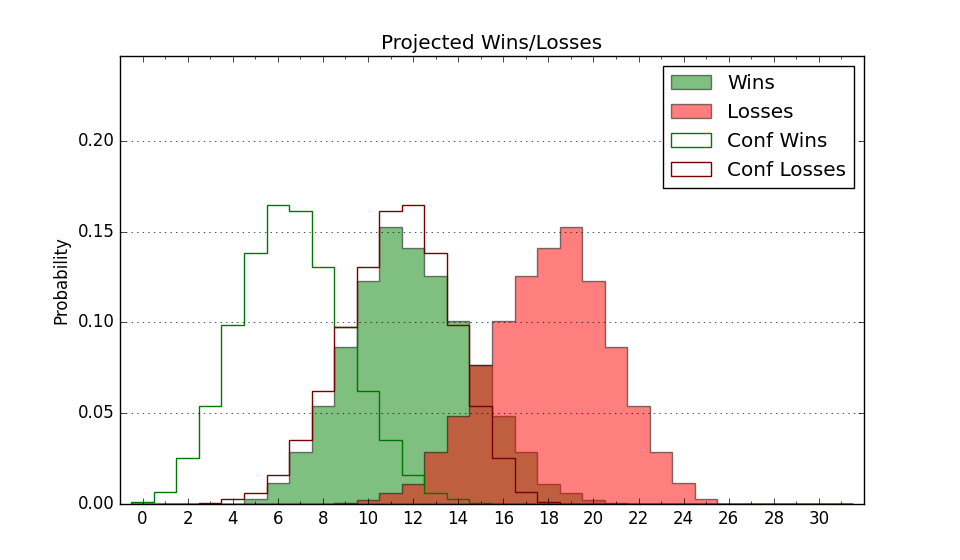 Projected Wins/Losses
Wins
Losses
Conf Wins
Conf Losses
Probability
0.20
0.15
0.10
0.05
0.00
0 2 4 6 8 10 12 14 16 18 20 22 24 26 28 30